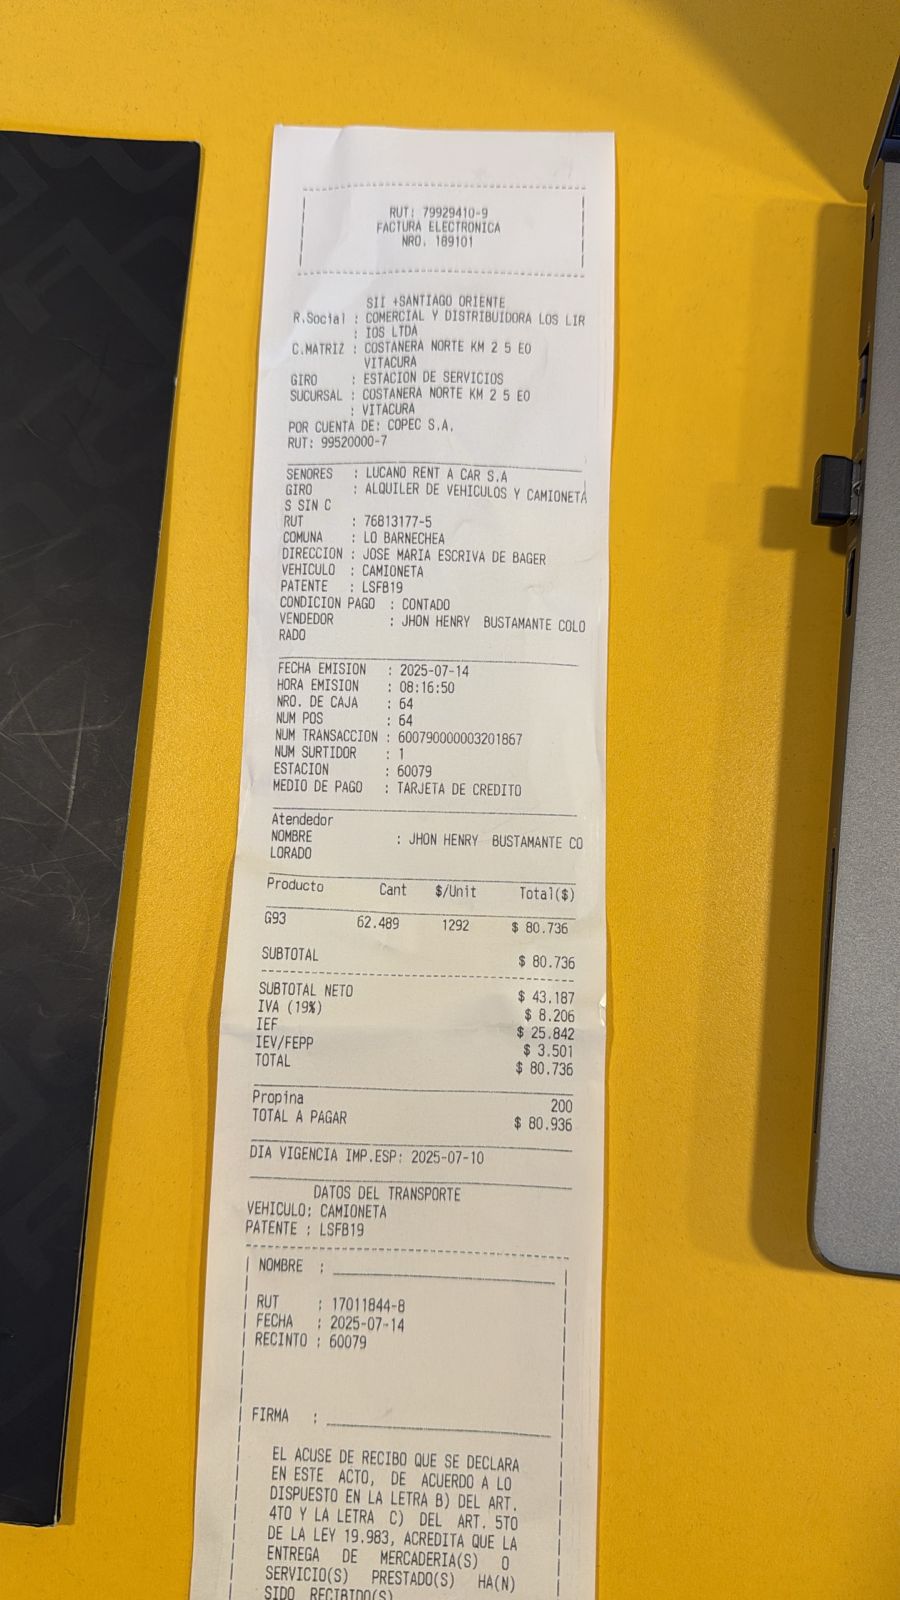 RUT: 79929410-9
FACTURA ELECTRONICA
NRO. 189101
SII +SANTIAGO ORIENTE
R.Social : COMERCIAL Y DISTRIBUIDORA LOS LIR
: IOS LTDA
C.MATRIZ : COSTANERA NORTE KM 2 5 EO
VITACURA
GIRO : ESTACION DE SERVICIOS
SUCURSAL : COSTANERA NORTE KM 2 5 EO
: VITACURA
POR CUENTA DE: COPEC S.A.
RUT: 99520000-7
SENORES : LUCANO RENT A CAR S.A
GIRO : ALQUILER DE VEHICULOS Y CAMIONETA
S SIN C
RUT : 76813177-5
COMUNA : LO BARNECHEA
DIRECCION : JOSE MARIA ESCRIVA DE BAGER
VEHICULO : CAMIONETA
PATENTE : LSFB19
CONDICION PAGO : CONTADO
VENDEDOR : JHON HENRY BUSTAMANTE COLO
RADO
FECHA EMISION : 2025-07-14
HORA EMISION : 08:16:50
NRO. DE CAJA : 64
NUM POS : 64
NUM TRANSACCION : 600790000003201867
NUM SURTIDOR : 1
ESTACION : 60079
MEDIO DE PAGO : TARJETA DE CREDITO
Atendedor
NOMBRE : JHON HENRY BUSTAMANTE CO
LORADO
Producto Cant $/Unit Total($)
G93 62.489 1292 $ 80.736
SUBTOTAL $ 80.736
SUBTOTAL NETO $ 43.187
IVA (19%) $ 8.206
IEF $ 25.842
IEV/FEPP $ 3.501
TOTAL $ 80.736
Propina 200
TOTAL A PAGAR $ 80.936
DIA VIGENCIA IMP.ESP: 2025-07-10
DATOS DEL TRANSPORTE
VEHICULO: CAMIONETA
PATENTE : LSFB19
NOMBRE :
RUT : 17011844-8
FECHA : 2025-07-14
RECINTO : 60079
FIRMA :
EL ACUSE DE RECIBO QUE SE DECLARA
EN ESTE ACTO, DE ACUERDO A LO
DISPUESTO EN LA LETRA B) DEL ART.
4TO Y LA LETRA C) DEL ART. 5TO
DE LA LEY 19.983, ACREDITA QUE LA
ENTREGA DE MERCADERIA(S) O
SERVICIO(S) PRESTADO(S) HA(N)
SIDO RECIBIDO(S)